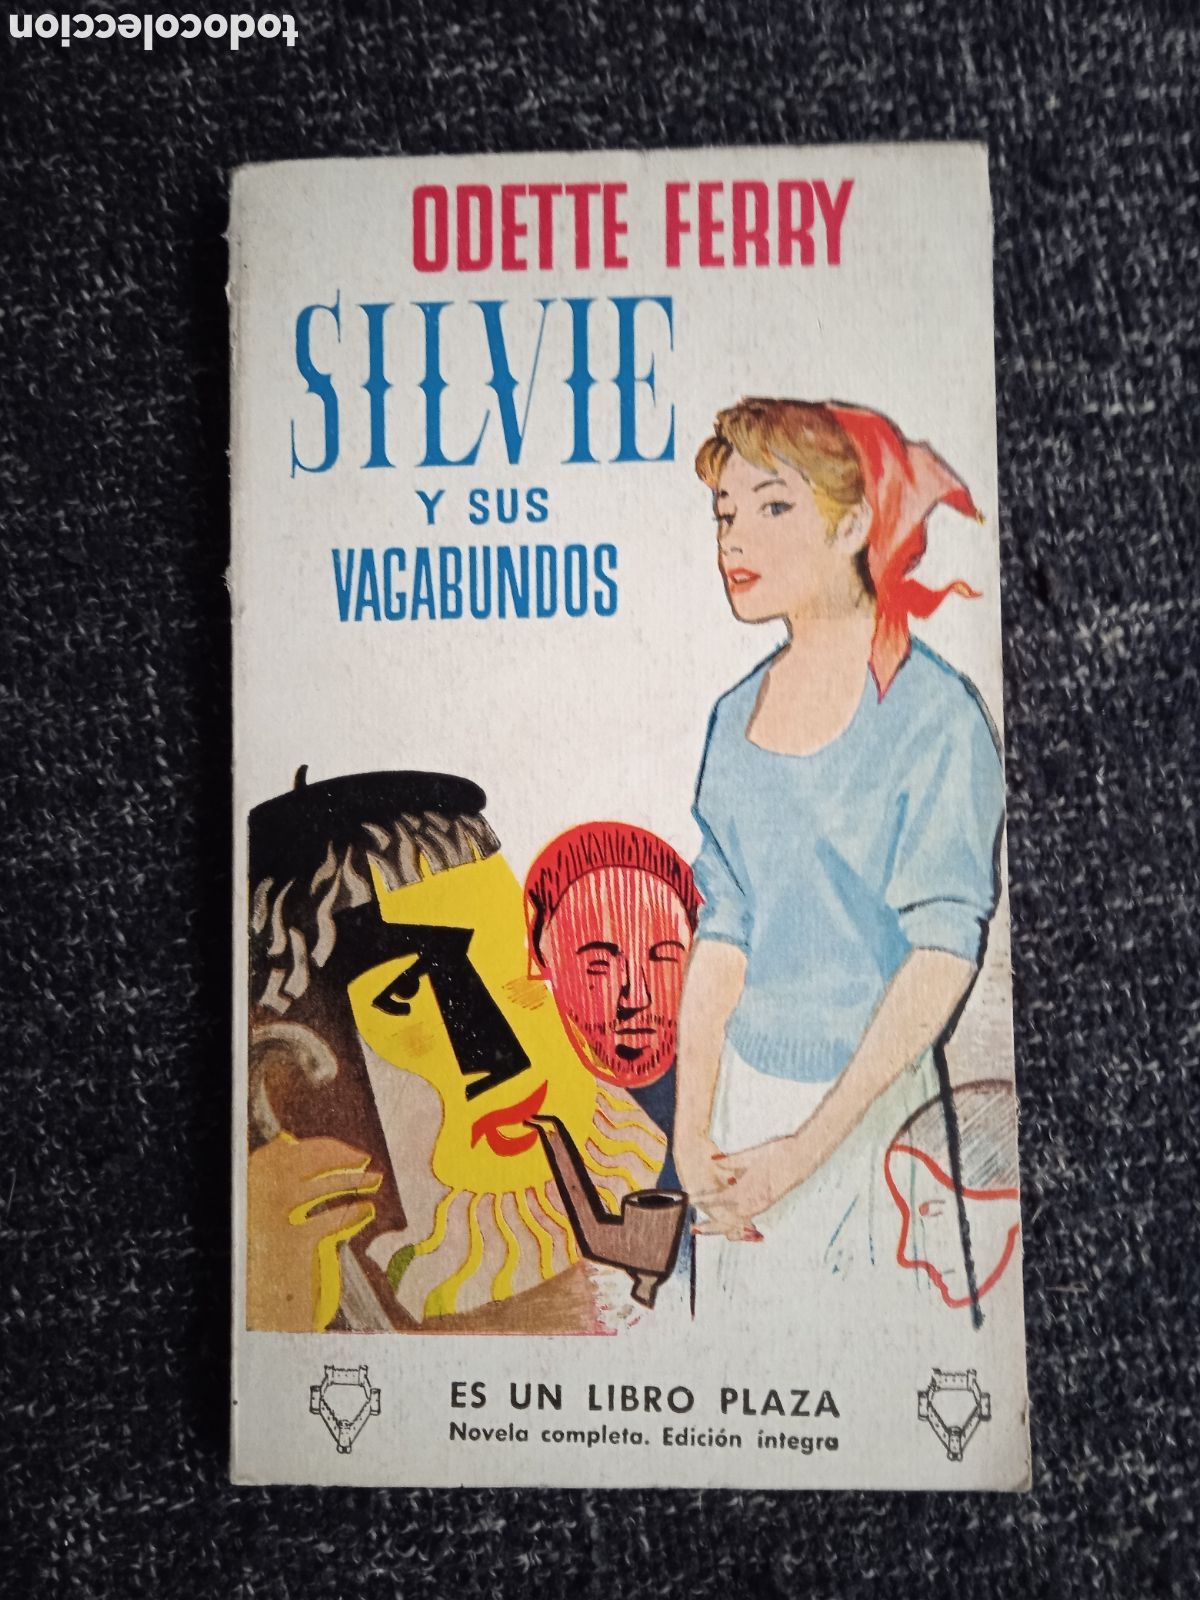 todocoleccion
ODETTE FERRY
SILVIE
Y SUS
VAGABUNDOS
ES UN LIBRO PLAZA
Novela completa. Edición íntegra